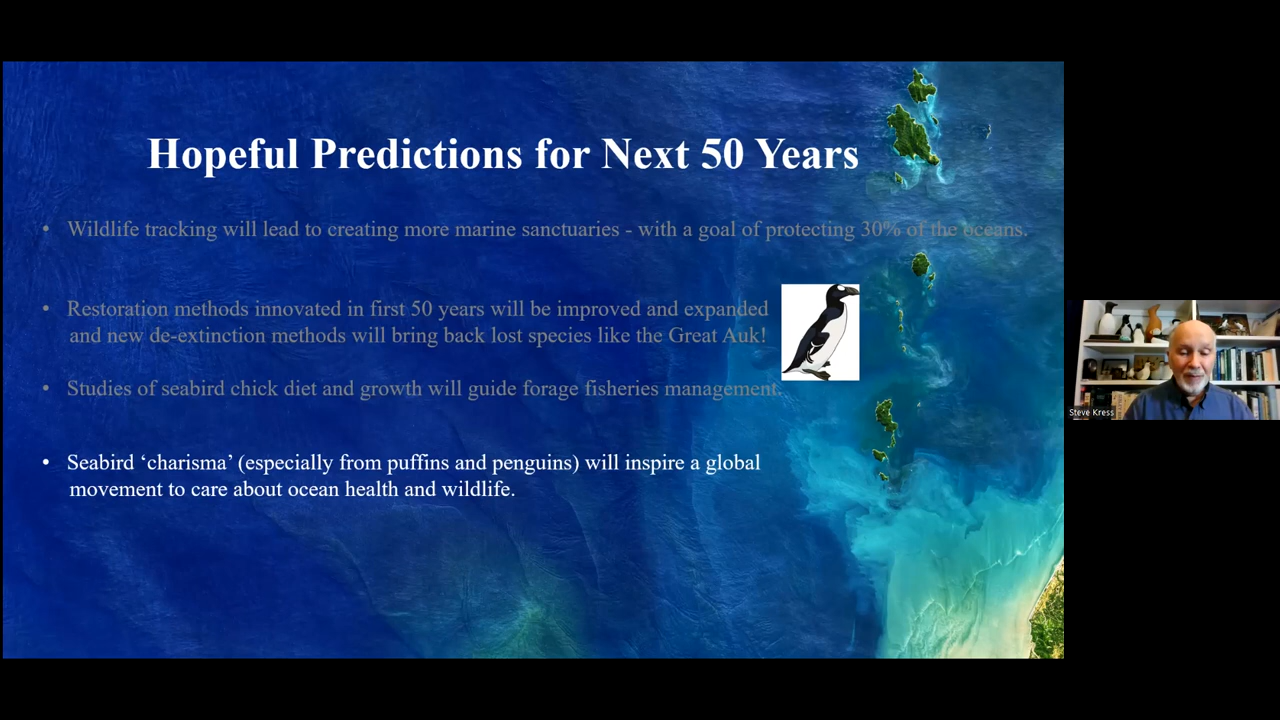 Hopeful Predictions for Next 50 Years
• Wildlife tracking will lead to creating more marine sanctuaries - with a goal of protecting 30% of the oceans.
• Restoration methods innovated in first 50 years will be improved and expanded
and new de-extinction methods will bring back lost species like the Great Auk!
• Studies of seabird chick diet and growth will guide forage fisheries management.
• Seabird ‘charisma’ (especially from puffins and penguins) will inspire a global
movement to care about ocean health and wildlife.
Steve Kress